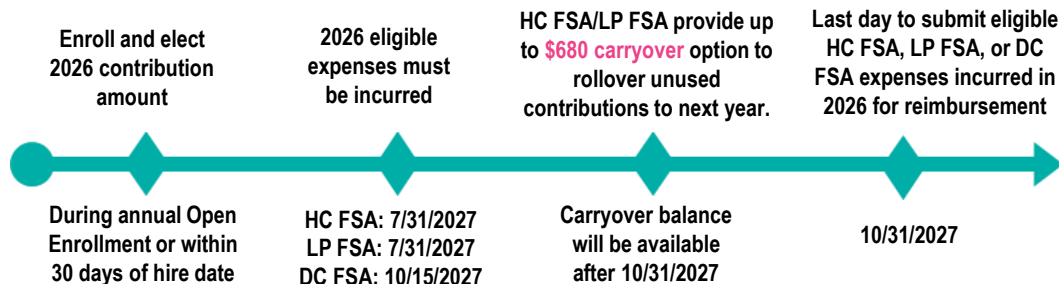 Enroll and elect
2026 contribution
amount
During annual Open
Enrollment or within
30 days of hire date
2026 eligible
expenses must
be incurred
HC FSA: 7/31/2027
LP FSA: 7/31/2027
DC FSA: 10/15/2027
HC FSA/LP FSA provide up
to $680 carryover option to
rollover unused
contributions to next year.
Carryover balance
will be available
after 10/31/2027
Last day to submit eligible
HC FSA, LP FSA, or DC
FSA expenses incurred in
2026 for reimbursement
10/31/2027